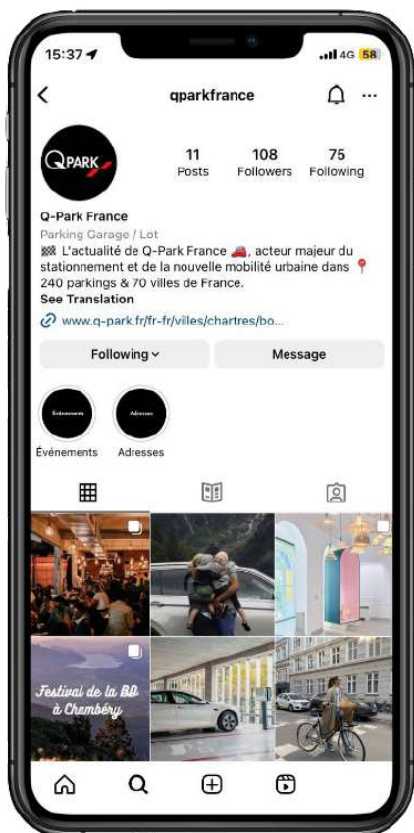 15:37
4G 58
qparkfrance
...
Q PARK
11 108 75
Posts Followers Following
Q-Park France
Parking Garage / Lot
🏁 L'actualité de Q-Park France 🚗, acteur majeur du
stationnement et de la nouvelle mobilité urbaine dans 📍
240 parkings & 70 villes de France.
See Translation
www.q-park.fr/fr-fr/villes/chartres/bo...
Following Message
Événements Adresses
Événements Adresses
Festival de la BD
à Chambéry